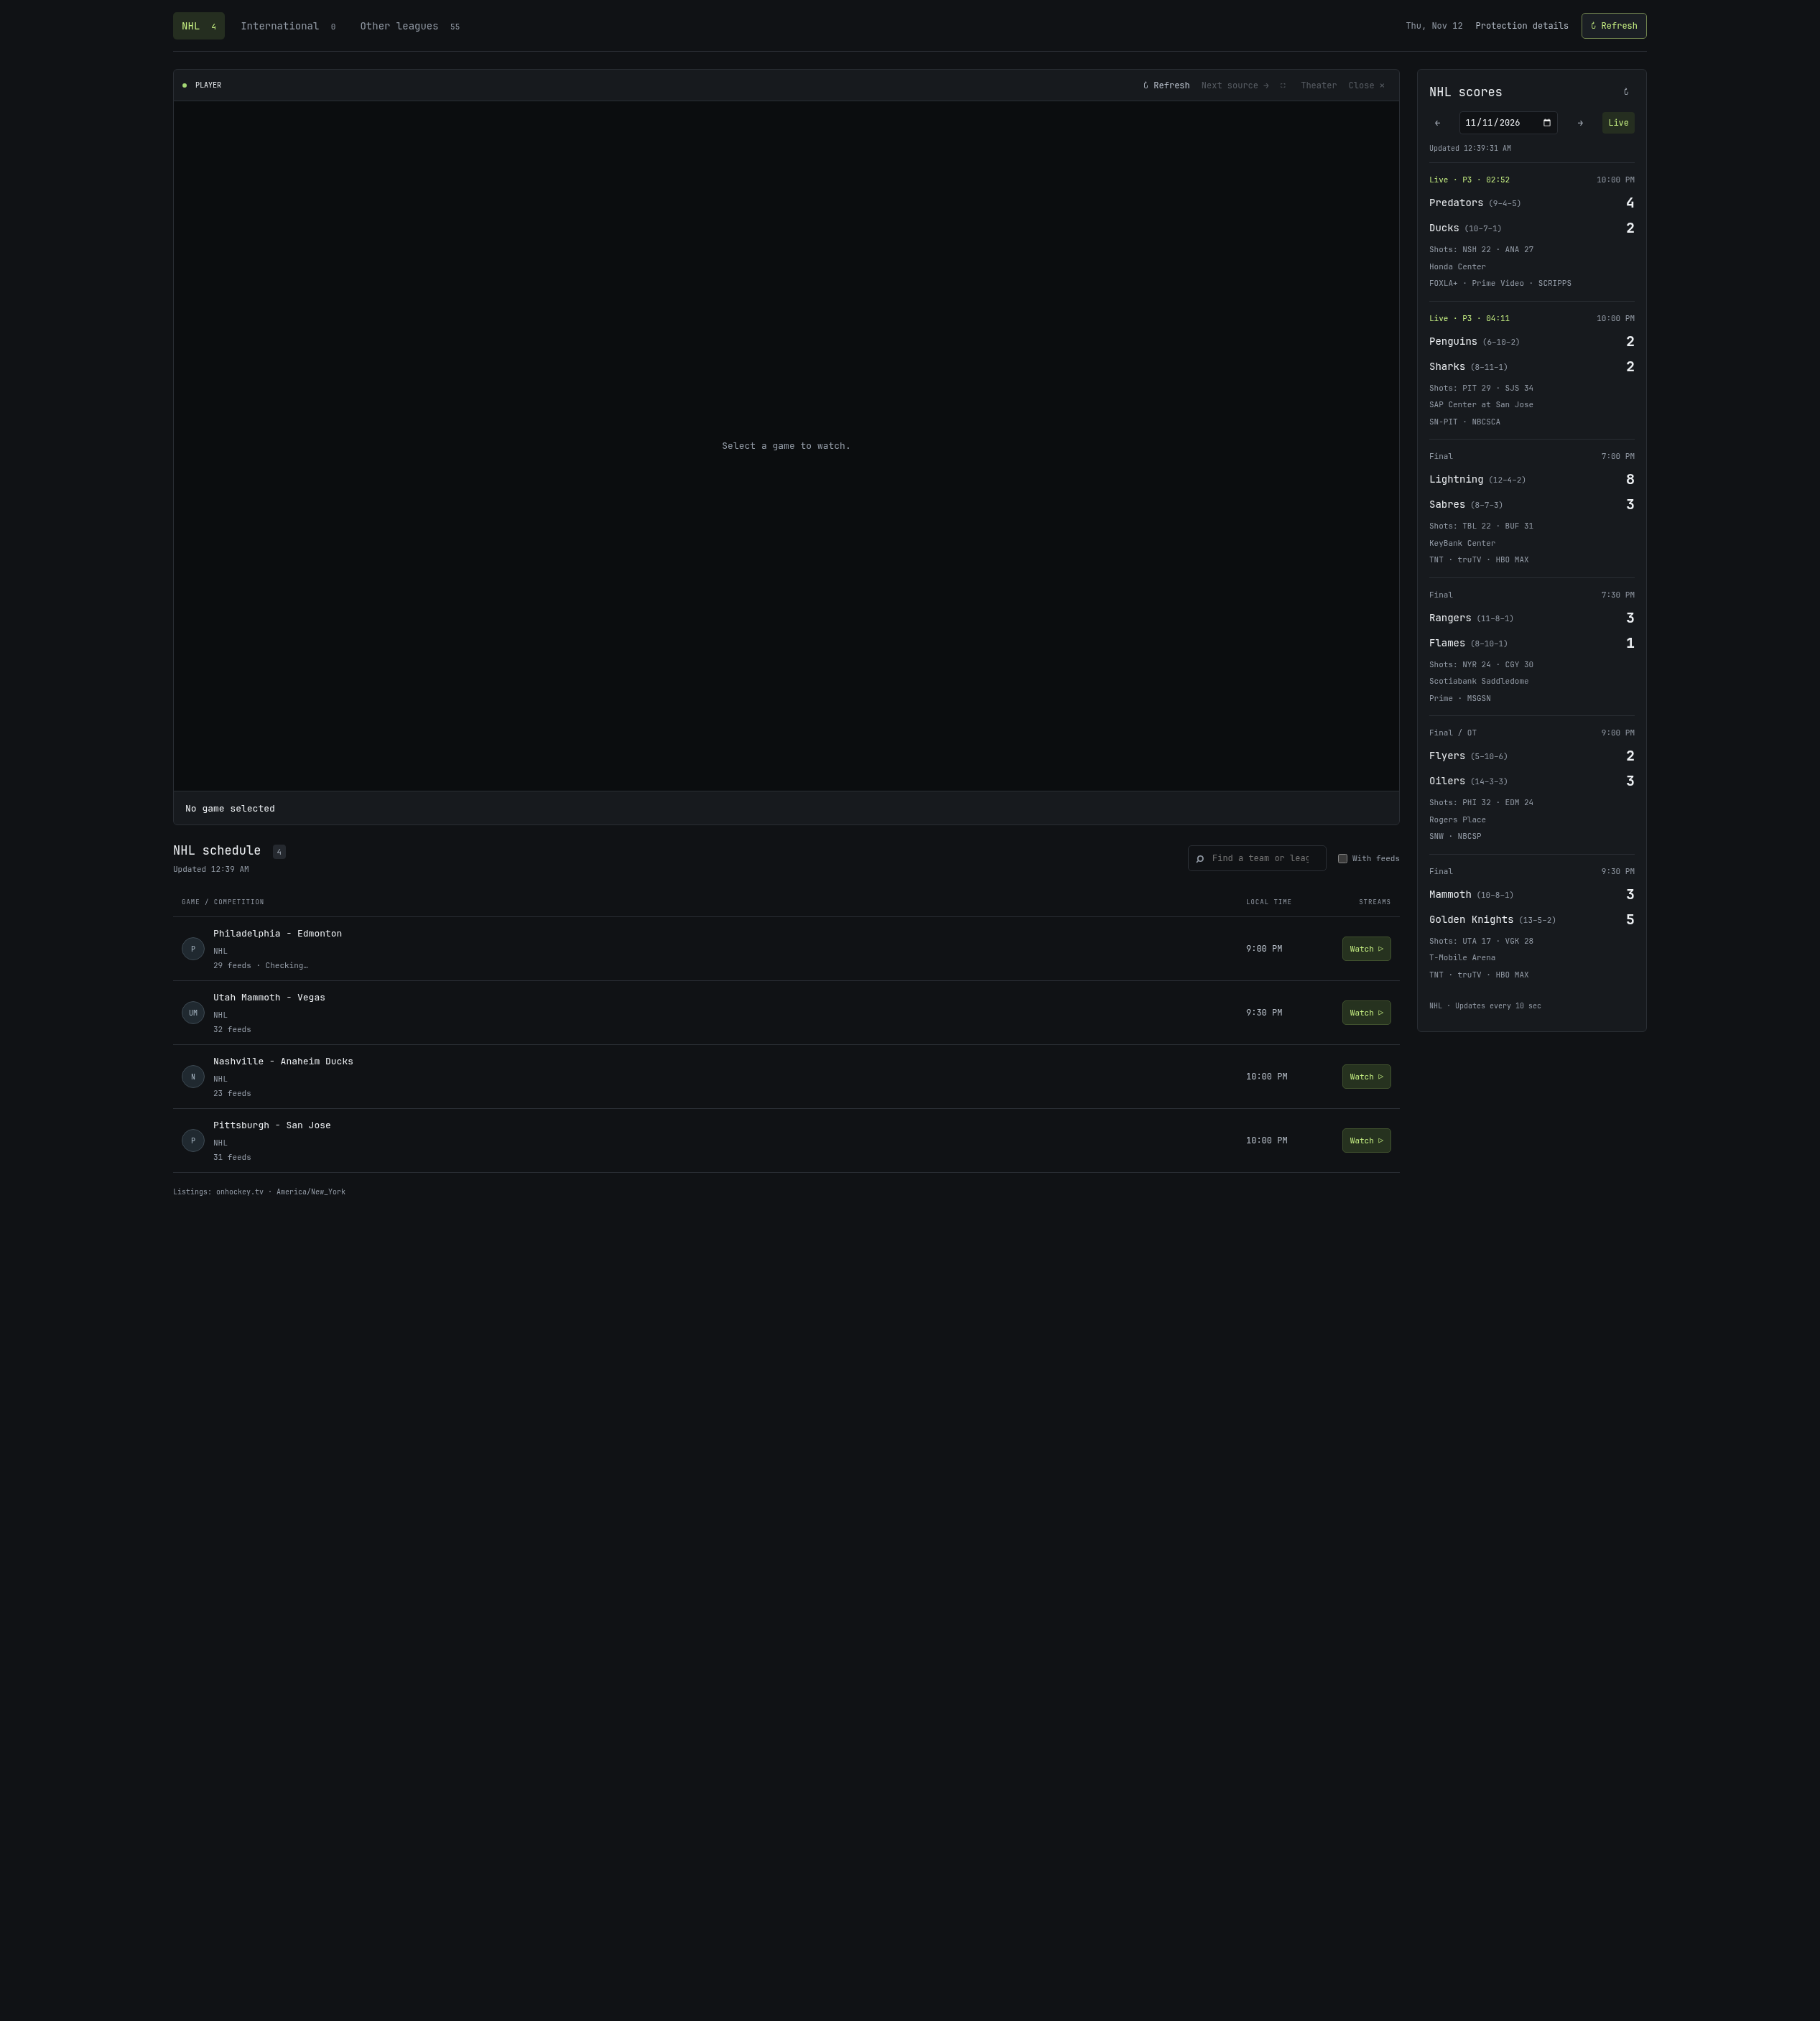 NHL 4 International 0 Other leagues 55
Thu, Nov 12 Protection details Refresh
PLAYER
Refresh Next source → Theater Close ×
Select a game to watch.
No game selected
NHL schedule 4
Updated 12:39 AM
Find a team or leag
With feeds
GAME / COMPETITION LOCAL TIME STREAMS
P
Philadelphia - Edmonton
NHL
29 feeds · Checking…
9:00 PM
Watch ▷
UM
Utah Mammoth - Vegas
NHL
32 feeds
9:30 PM
Watch ▷
N
Nashville - Anaheim Ducks
NHL
23 feeds
10:00 PM
Watch ▷
P
Pittsburgh - San Jose
NHL
31 feeds
10:00 PM
Watch ▷
Listings: onhockey.tv · America/New_York
NHL scores
← 11/11/2026 → Live
Updated 12:39:31 AM
Live · P3 · 02:52 10:00 PM
Predators (9-4-5) 4
Ducks (10-7-1) 2
Shots: NSH 22 · ANA 27
Honda Center
FOXLA+ · Prime Video · SCRIPPS
Live · P3 · 04:11 10:00 PM
Penguins (6-10-2) 2
Sharks (8-11-1) 2
Shots: PIT 29 · SJS 34
SAP Center at San Jose
SN-PIT · NBCSCA
Final 7:00 PM
Lightning (12-4-2) 8
Sabres (8-7-3) 3
Shots: TBL 22 · BUF 31
KeyBank Center
TNT · truTV · HBO MAX
Final 7:30 PM
Rangers (11-8-1) 3
Flames (8-10-1) 1
Shots: NYR 24 · CGY 30
Scotiabank Saddledome
Prime · MSGSN
Final / OT 9:00 PM
Flyers (5-10-6) 2
Oilers (14-3-3) 3
Shots: PHI 32 · EDM 24
Rogers Place
SNW · NBCSP
Final 9:30 PM
Mammoth (10-8-1) 3
Golden Knights (13-5-2) 5
Shots: UTA 17 · VGK 28
T-Mobile Arena
TNT · truTV · HBO MAX
NHL · Updates every 10 sec